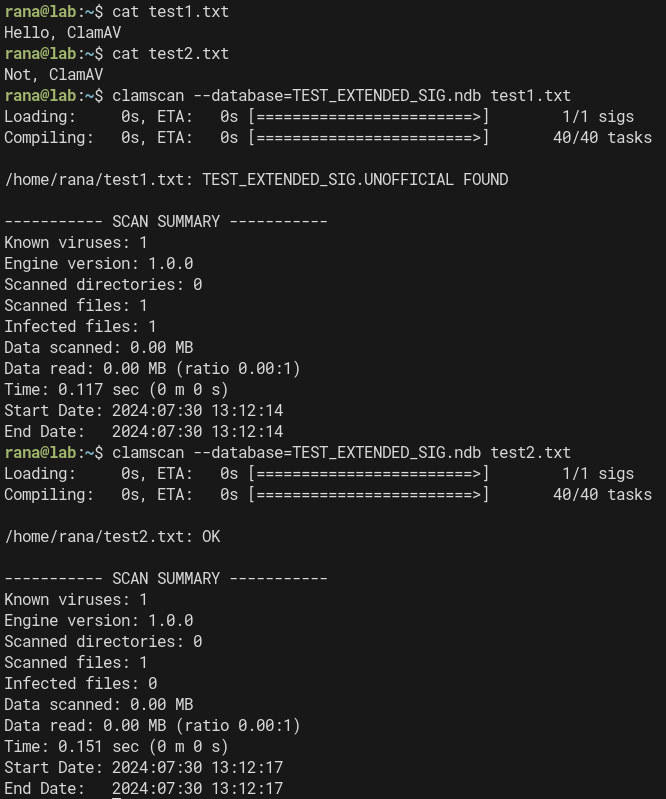 rana@lab:~$ cat test1.txt
Hello, ClamAV
rana@lab:~$ cat test2.txt
Not, ClamAV
rana@lab:~$ clamscan --database=TEST_EXTENDED_SIG.ndb test1.txt
Loading:     0s, ETA:   0s [========================>]        1/1 sigs
Compiling:   0s, ETA:   0s [========================>]       40/40 tasks

/home/rana/test1.txt: TEST_EXTENDED_SIG.UNOFFICIAL FOUND

----------- SCAN SUMMARY -----------
Known viruses: 1
Engine version: 1.0.0
Scanned directories: 0
Scanned files: 1
Infected files: 1
Data scanned: 0.00 MB
Data read: 0.00 MB (ratio 0.00:1)
Time: 0.117 sec (0 m 0 s)
Start Date: 2024:07:30 13:12:14
End Date:   2024:07:30 13:12:14
rana@lab:~$ clamscan --database=TEST_EXTENDED_SIG.ndb test2.txt
Loading:     0s, ETA:   0s [========================>]        1/1 sigs
Compiling:   0s, ETA:   0s [========================>]       40/40 tasks

/home/rana/test2.txt: OK

----------- SCAN SUMMARY -----------
Known viruses: 1
Engine version: 1.0.0
Scanned directories: 0
Scanned files: 1
Infected files: 0
Data scanned: 0.00 MB
Data read: 0.00 MB (ratio 0.00:1)
Time: 0.151 sec (0 m 0 s)
Start Date: 2024:07:30 13:12:17
End Date:   2024:07:30 13:12:17